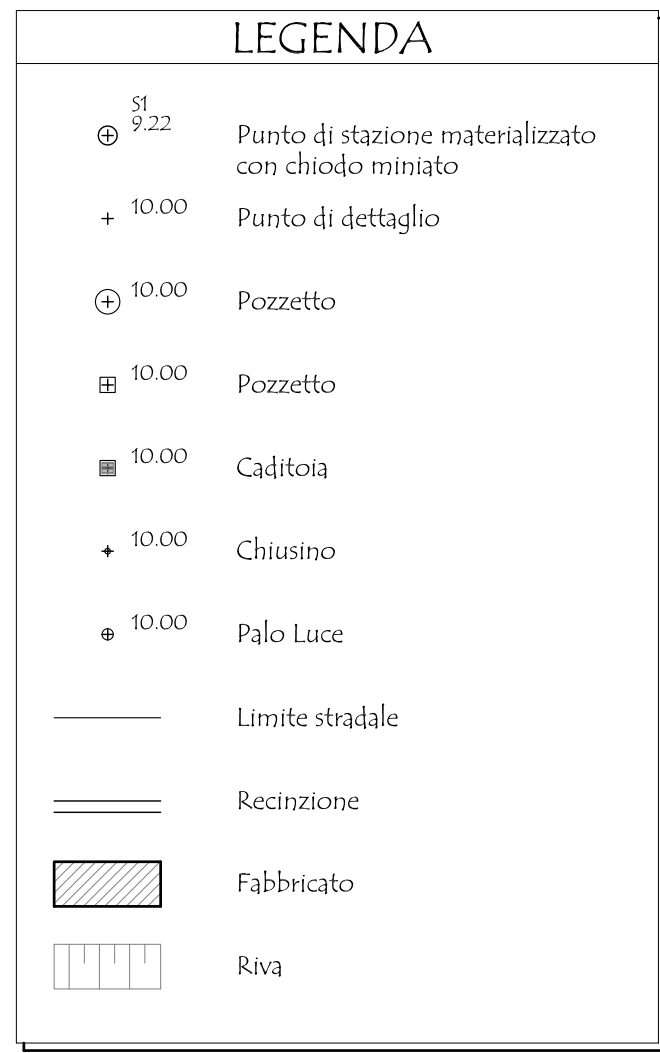 LEGENDA
S1
9.22
Punto di stazione materializzato
con chiodo miniato
10.00
Punto di dettaglio
10.00
Pozzetto
10.00
Pozzetto
10.00
Caditoia
10.00
Chiusino
10.00
Palo Luce
Limite stradale
Recinzione
Fabbricato
Riva